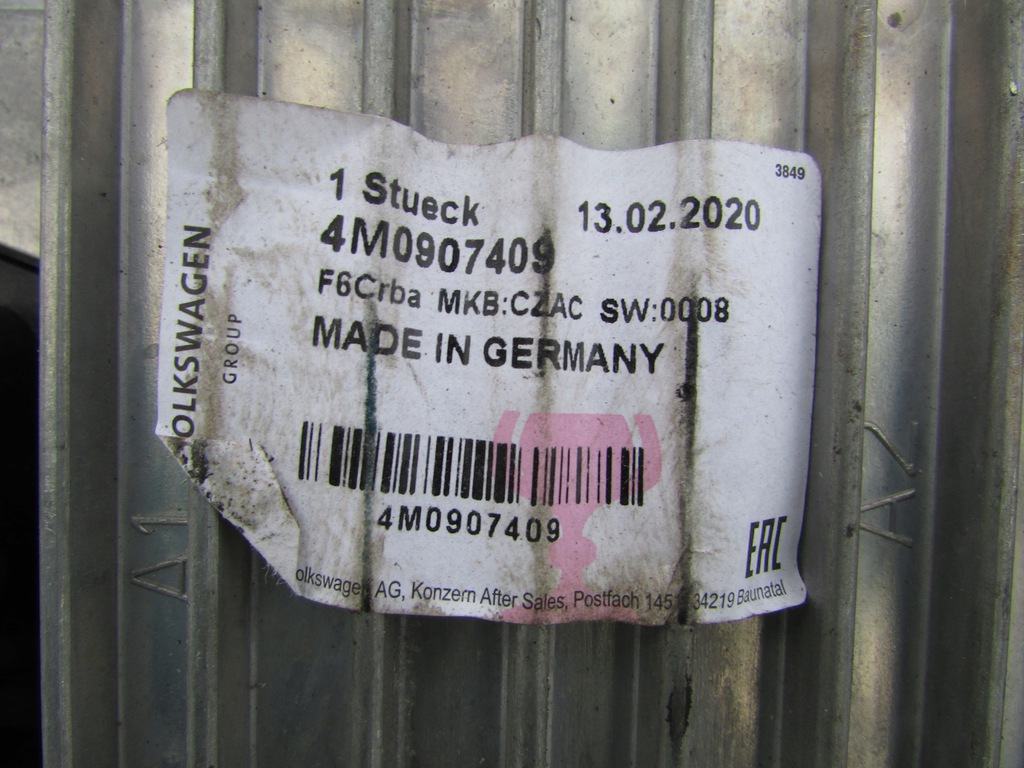 3849
1 Stueck 13.02.2020
4M0907409
F6Crba MKB:CZAC SW:0008
MADE IN GERMANY
OLKSWAGEN
GROUP
4M0907409
EAC
olkswagen AG, Konzern After Sales, Postfach 34219 Baunatal
A1